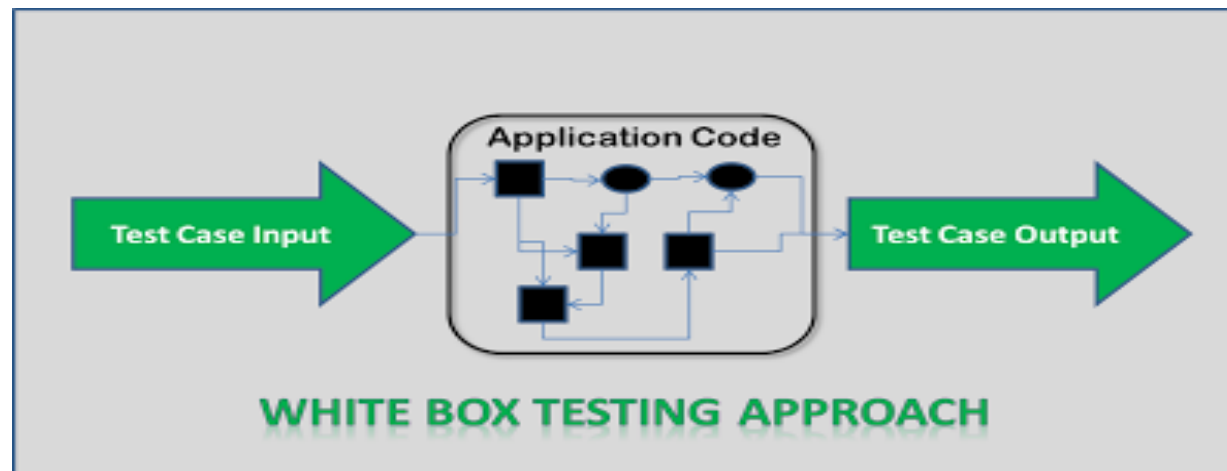 Application Code
Test Case Input
Test Case Output
WHITE BOX TESTING APPROACH